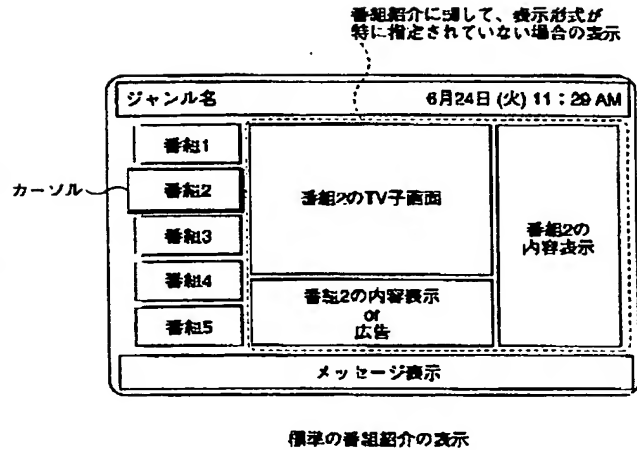 番組紹介に関して、表示形式が
特に指定されていない場合の表示
ジャンル名
6月24日 (火) 11：29 AM
番組1
カーソル
番組2
番組3
番組4
番組5
番組2のTV子画面
番組2の内容表示
or
広告
番組2の
内容表示
メッセージ表示
標準の番組紹介の表示